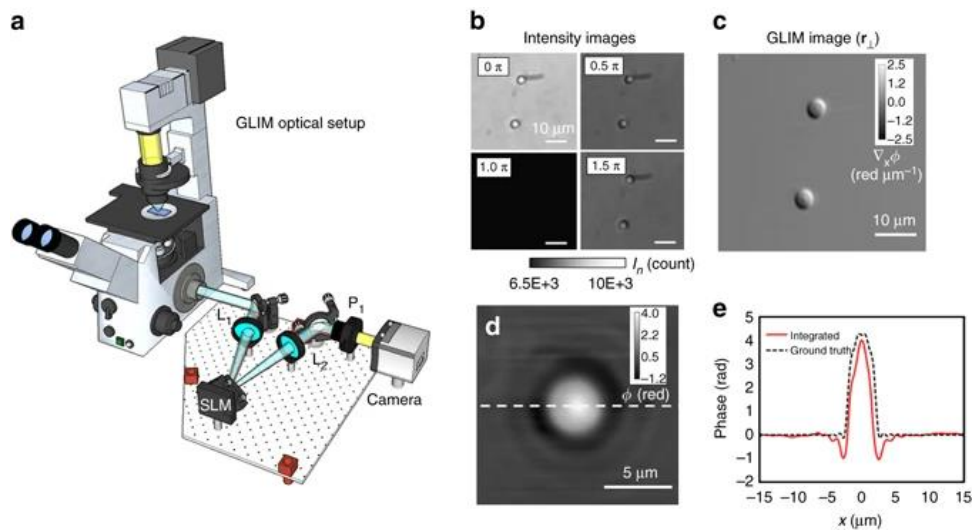 a
GLIM optical setup
L1
L2
P1
SLM
Camera
b
Intensity images
0 π
0.5 π
10 μm
1.0 π
1.5 π
In (count)
6.5E+3 10E+3
c
GLIM image (r⊥)
2.5
1.2
0.0
−1.2
−2.5
∇xϕ
(red μm⁻¹)
10 μm
d
4.0
2.2
0.5
−1.2
ϕ (red)
5 μm
e
Integrated
Ground truth
Phase (rad)
5
4
3
2
1
0
−1
−2
−15 −10 −5 0 5 10 15
x (μm)